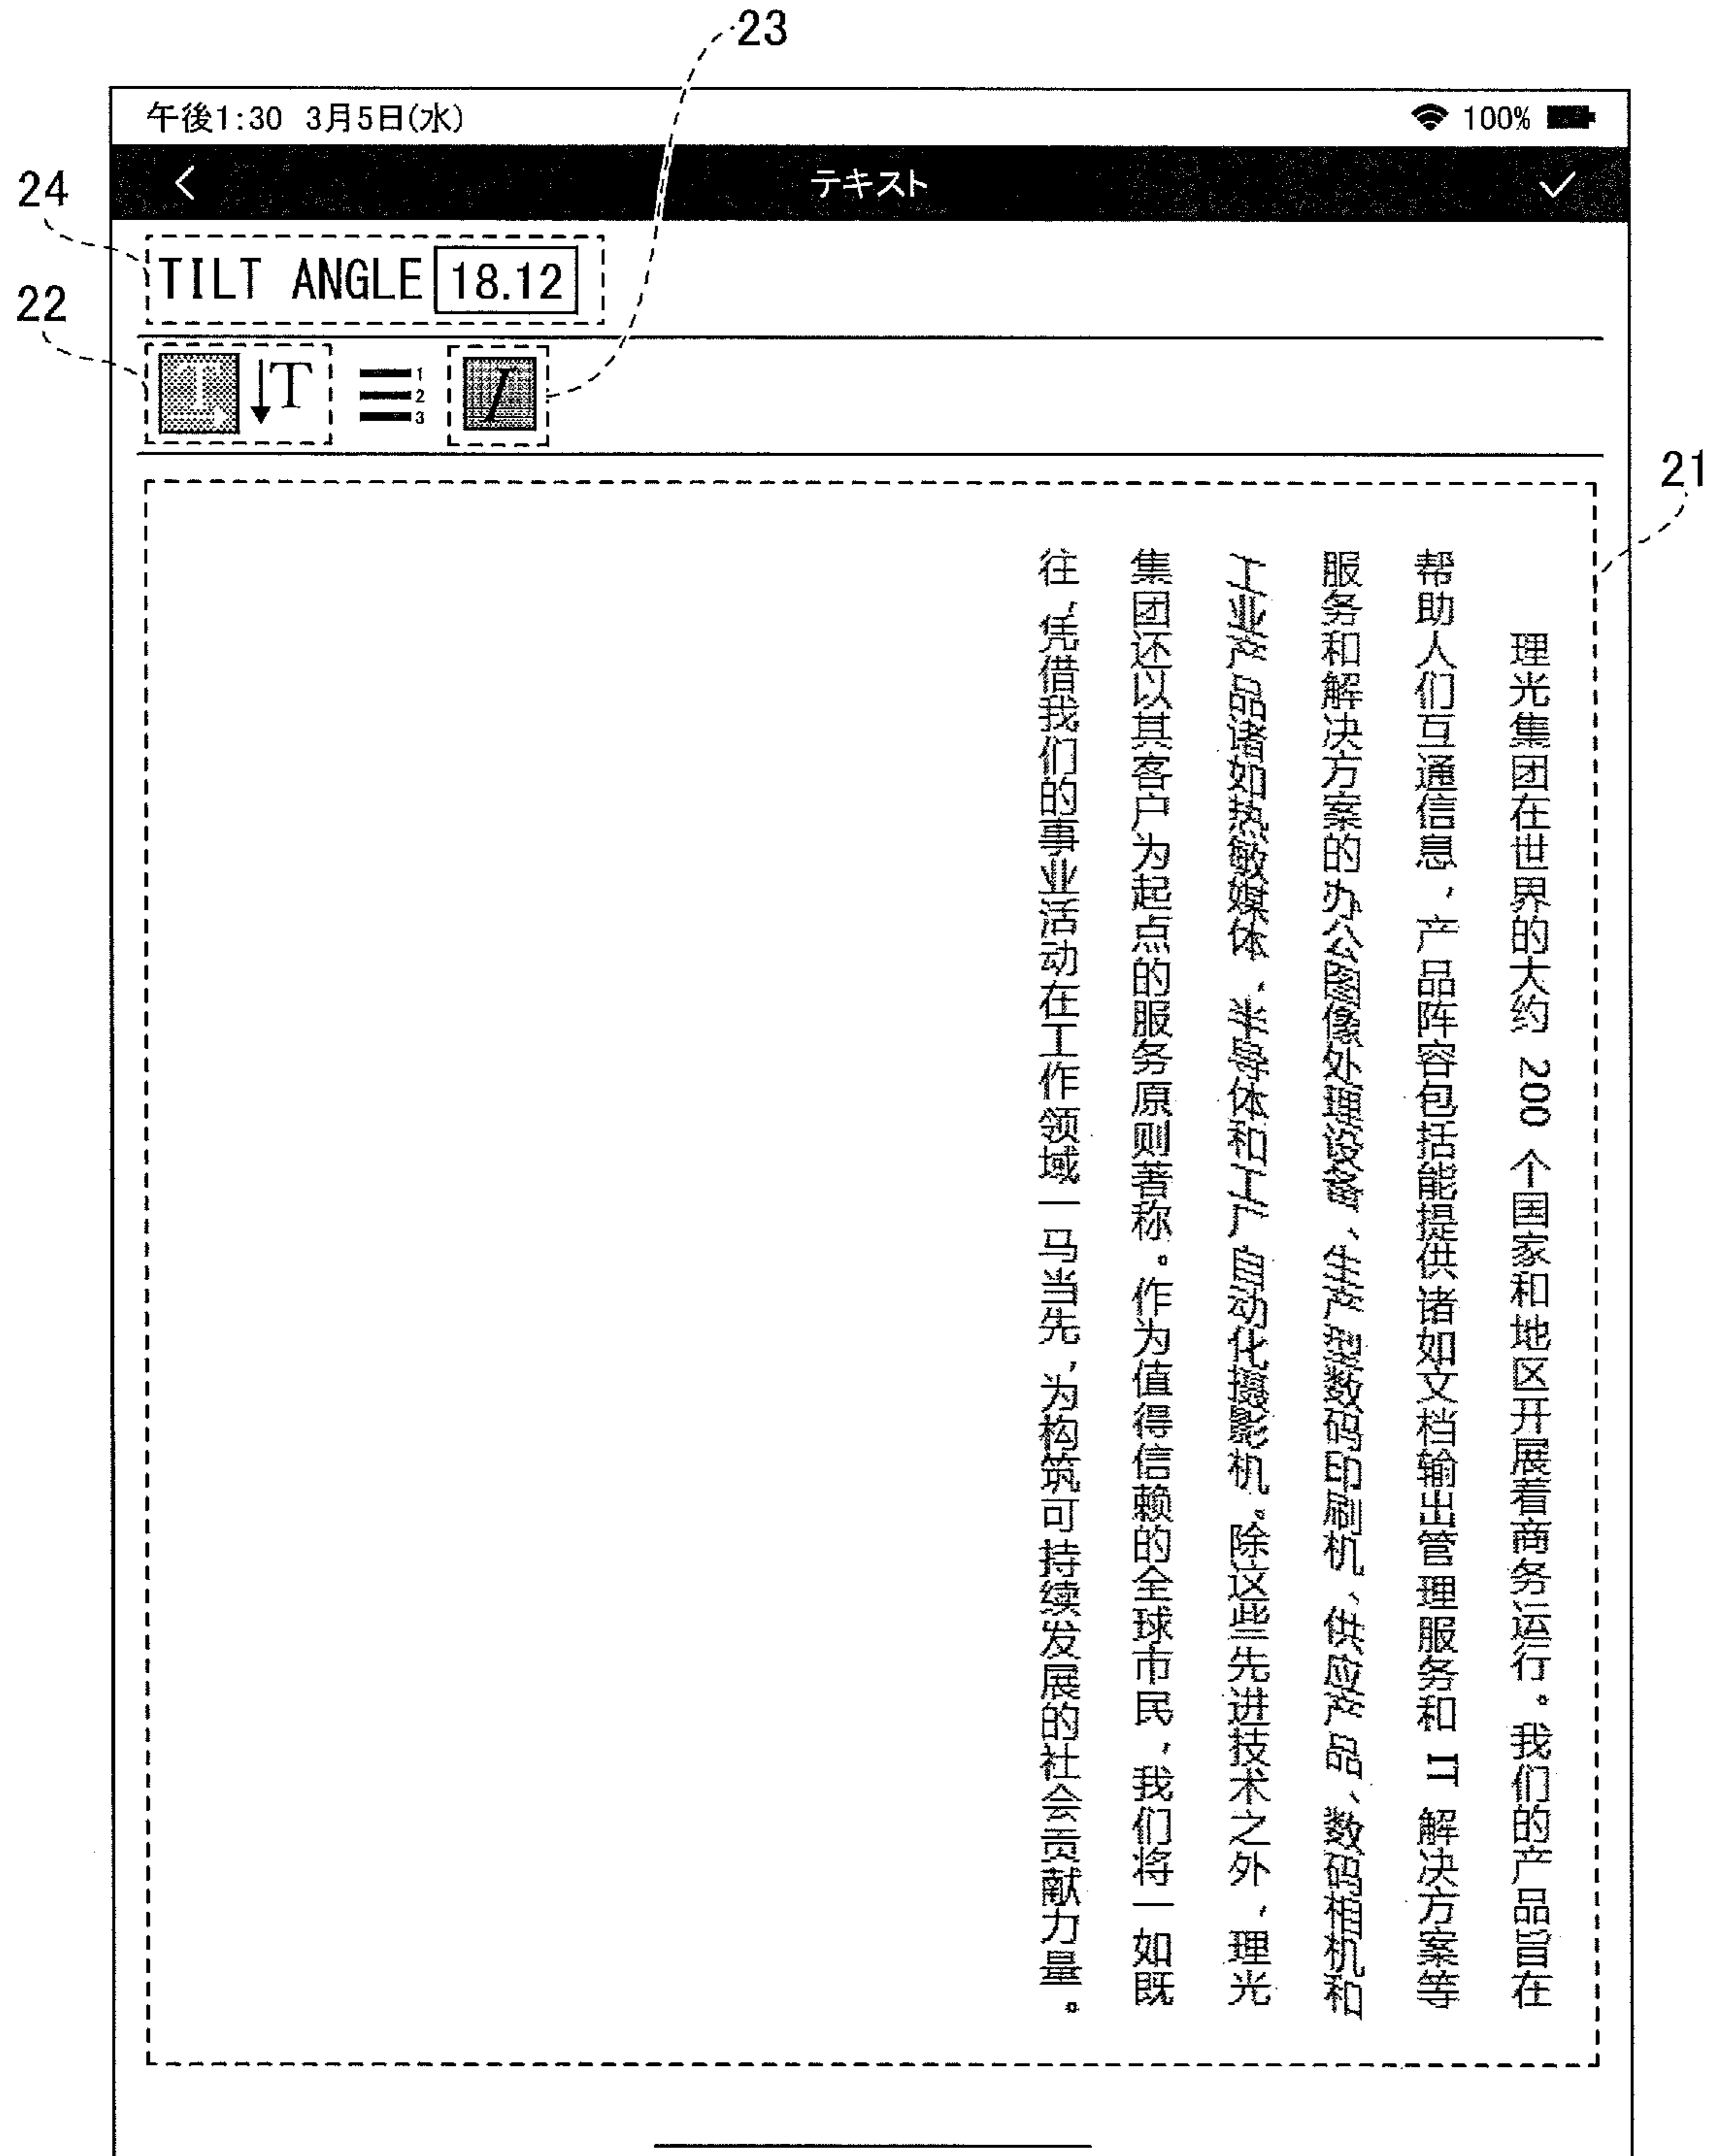 23
午後1:30 3月5日(水)
100%
テキスト
24
TILT ANGLE 18.12
22
T T
1
2
3
I
21
理光集团在世界的大约 200 个国家和地区开展着商务运行。我们的产品旨在
帮助人们互通信息，产品阵容包括能提供诸如文档输出管理服务和 IT 解决方案等
服务和解决方案的办公图像处理设备、生产型数码印刷机、供应产品、数码相机和
工业产品诸如热敏媒体、半导体和工厂自动化摄影机。除这些先进技术之外，理光
集团还以其客户为起点的服务原则著称。作为值得信赖的全球市民，我们将一如既
往，凭借我们的事业活动在工作领域一马当先，为构筑可持续发展的社会贡献力量。